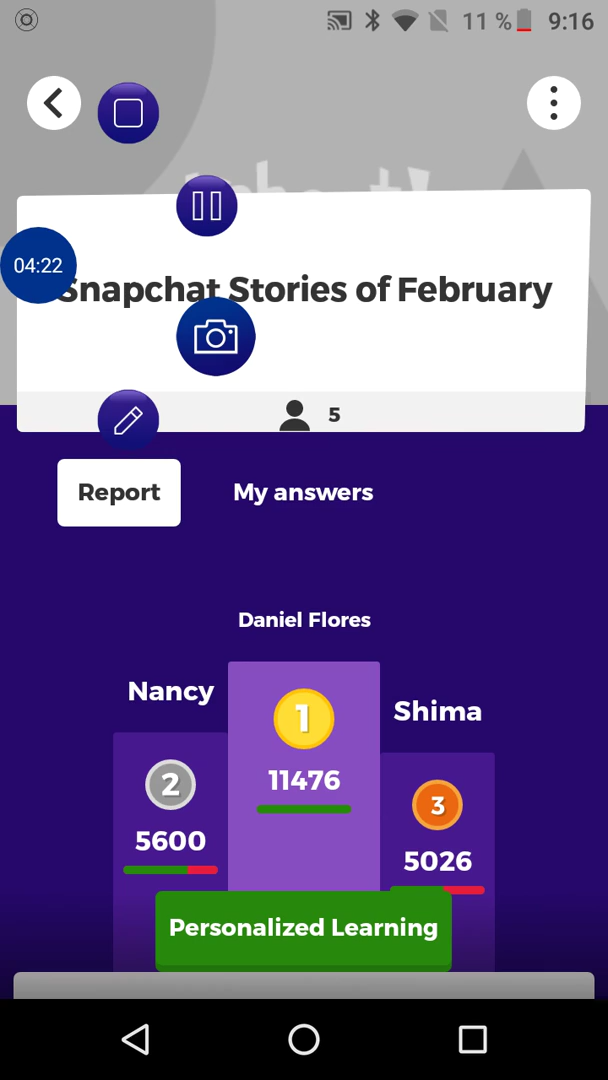 11 % 9:16
04:22
Snapchat Stories of February
5
Report My answers
Daniel Flores
Nancy
Shima
1
11476
2
5600
3
5026
Personalized Learning